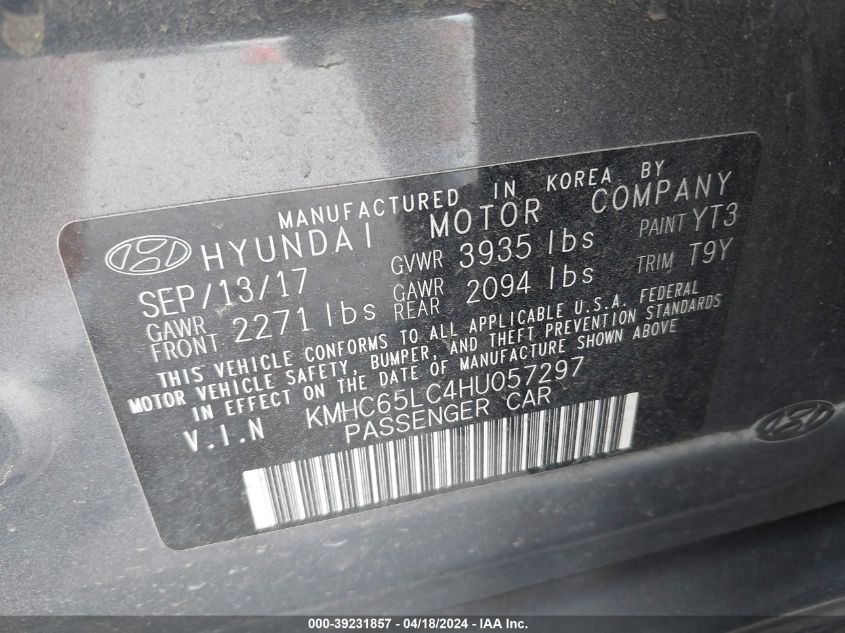 MANUFACTURED IN KOREA BY
HYUNDAI MOTOR COMPANY
SEP/13/17 GVWR 3935 lbs PAINT YT3
GAWR FRONT 2271 lbs GAWR REAR 2094 lbs TRIM T9Y
THIS VEHICLE CONFORMS TO ALL APPLICABLE U.S.A. FEDERAL
MOTOR VEHICLE SAFETY, BUMPER, AND THEFT PREVENTION STANDARDS
IN EFFECT ON THE DATE OF MANUFACTURE SHOWN ABOVE
V.I.N KMHC65LC4HU057297
PASSENGER CAR
000-39231857 - 04/18/2024 - IAA, Inc.